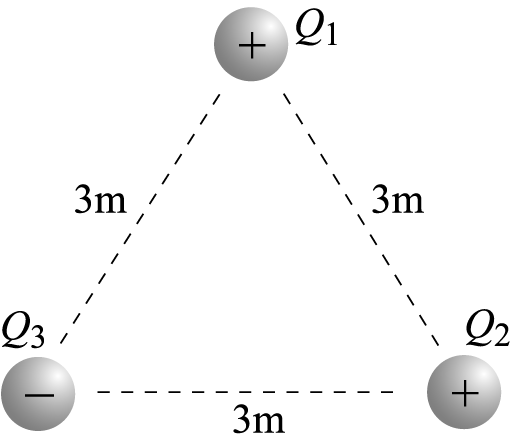 + Q₁
3m 3m
Q₃ Q₂
− +
3m